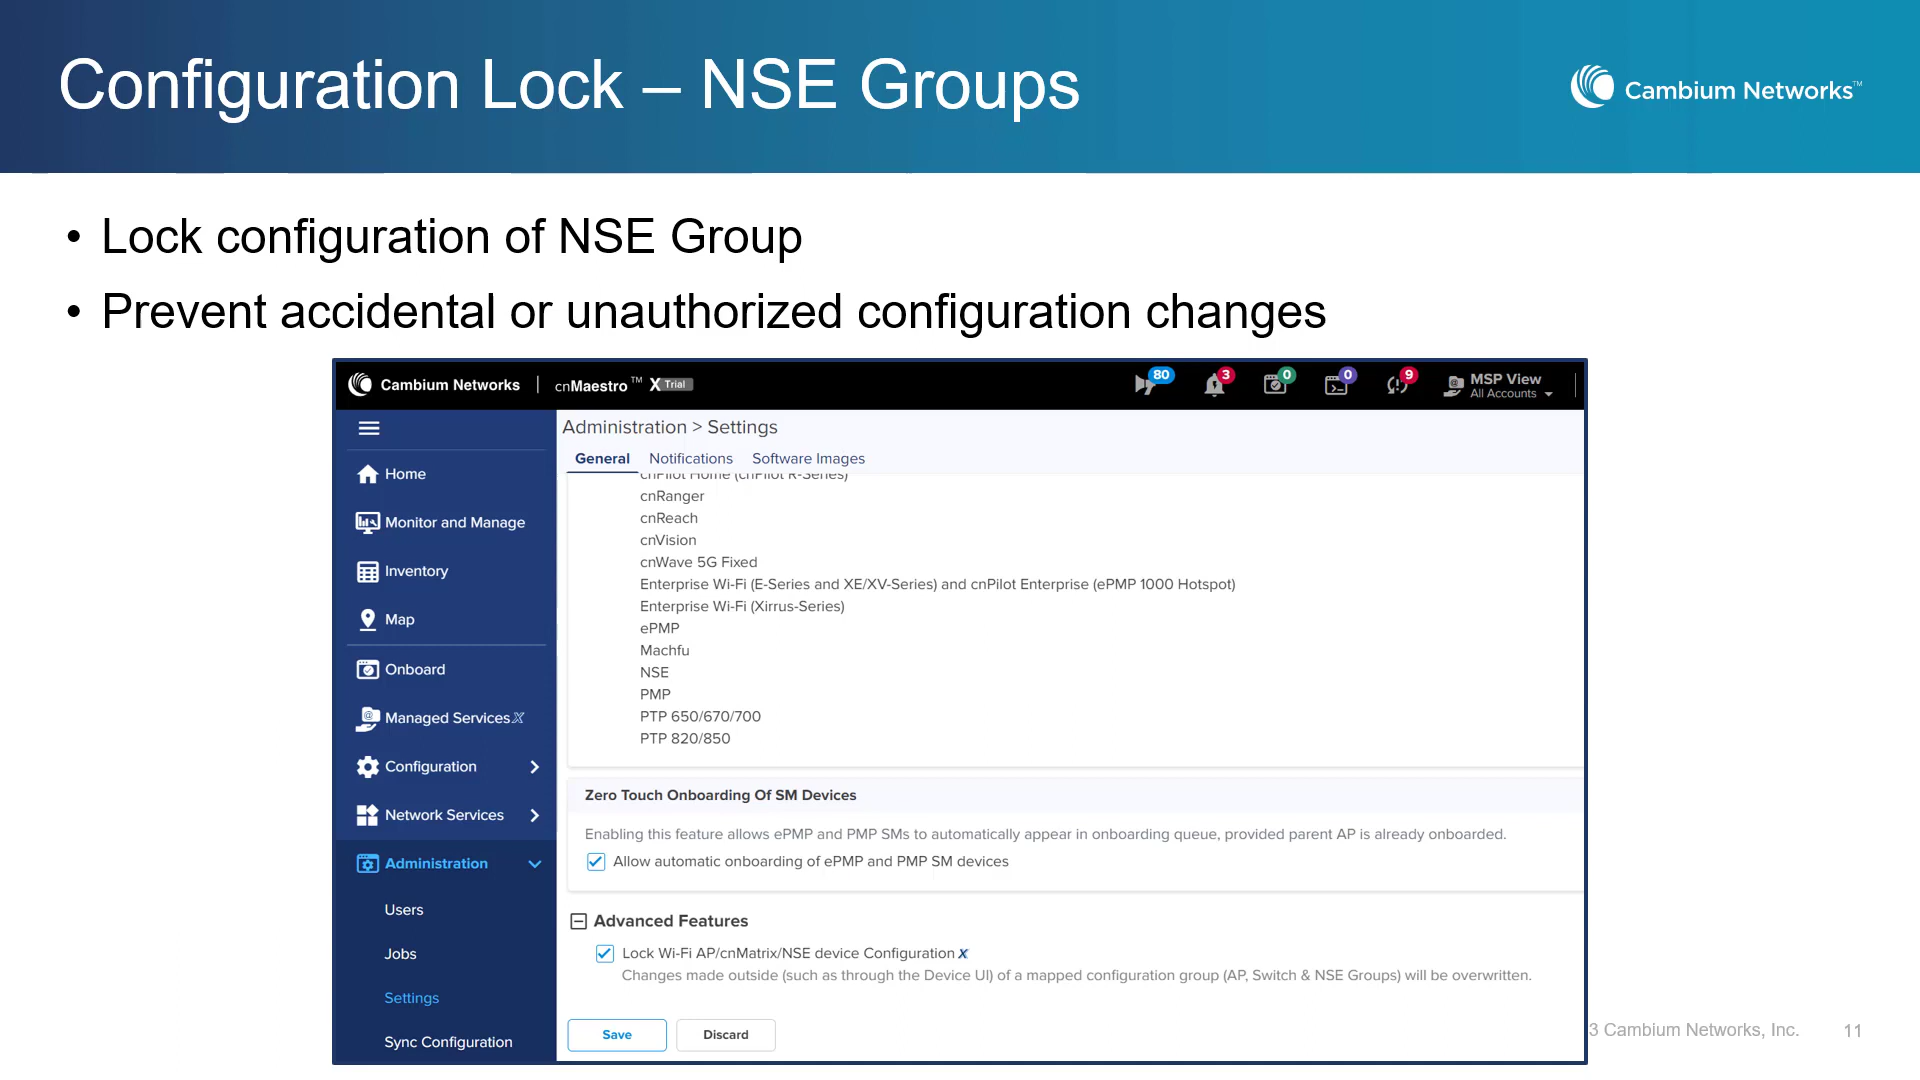 Configuration Lock – NSE Groups
Cambium Networks™
• Lock configuration of NSE Group
• Prevent accidental or unauthorized configuration changes
Cambium Networks | cnMaestro™ X Trial
80 3 0 0 9
MSP View
All Accounts
Administration > Settings
General Notifications Software Images
Home
Monitor and Manage
Inventory
Map
Onboard
Managed Services X
Configuration
Network Services
Administration
Users
Jobs
Settings
Sync Configuration
cnPilot Home (cnPilot R-Series)
cnRanger
cnReach
cnVision
cnWave 5G Fixed
Enterprise Wi-Fi (E-Series and XE/XV-Series) and cnPilot Enterprise (ePMP 1000 Hotspot)
Enterprise Wi-Fi (Xirrus-Series)
ePMP
Machfu
NSE
PMP
PTP 650/670/700
PTP 820/850
Zero Touch Onboarding Of SM Devices
Enabling this feature allows ePMP and PMP SMs to automatically appear in onboarding queue, provided parent AP is already onboarded.
Allow automatic onboarding of ePMP and PMP SM devices
Advanced Features
Lock Wi-Fi AP/cnMatrix/NSE device Configuration X
Changes made outside (such as through the Device UI) of a mapped configuration group (AP, Switch & NSE Groups) will be overwritten.
Save Discard
3 Cambium Networks, Inc. 11